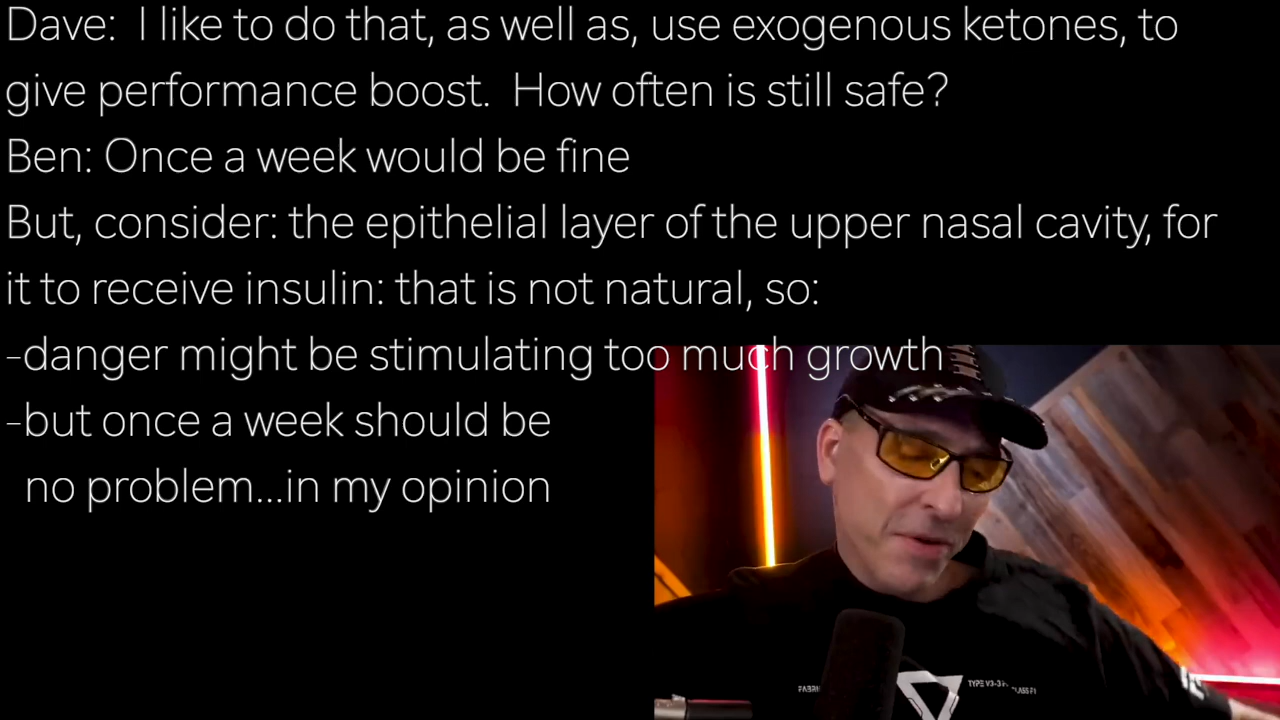 Dave:  I like to do that, as well as, use exogenous ketones, to
give performance boost.  How often is still safe?
Ben: Once a week would be fine
But, consider: the epithelial layer of the upper nasal cavity, for
it to receive insulin: that is not natural, so:
-danger might be stimulating too much growth
-but once a week should be
no problem...in my opinion
TYPE V3-3